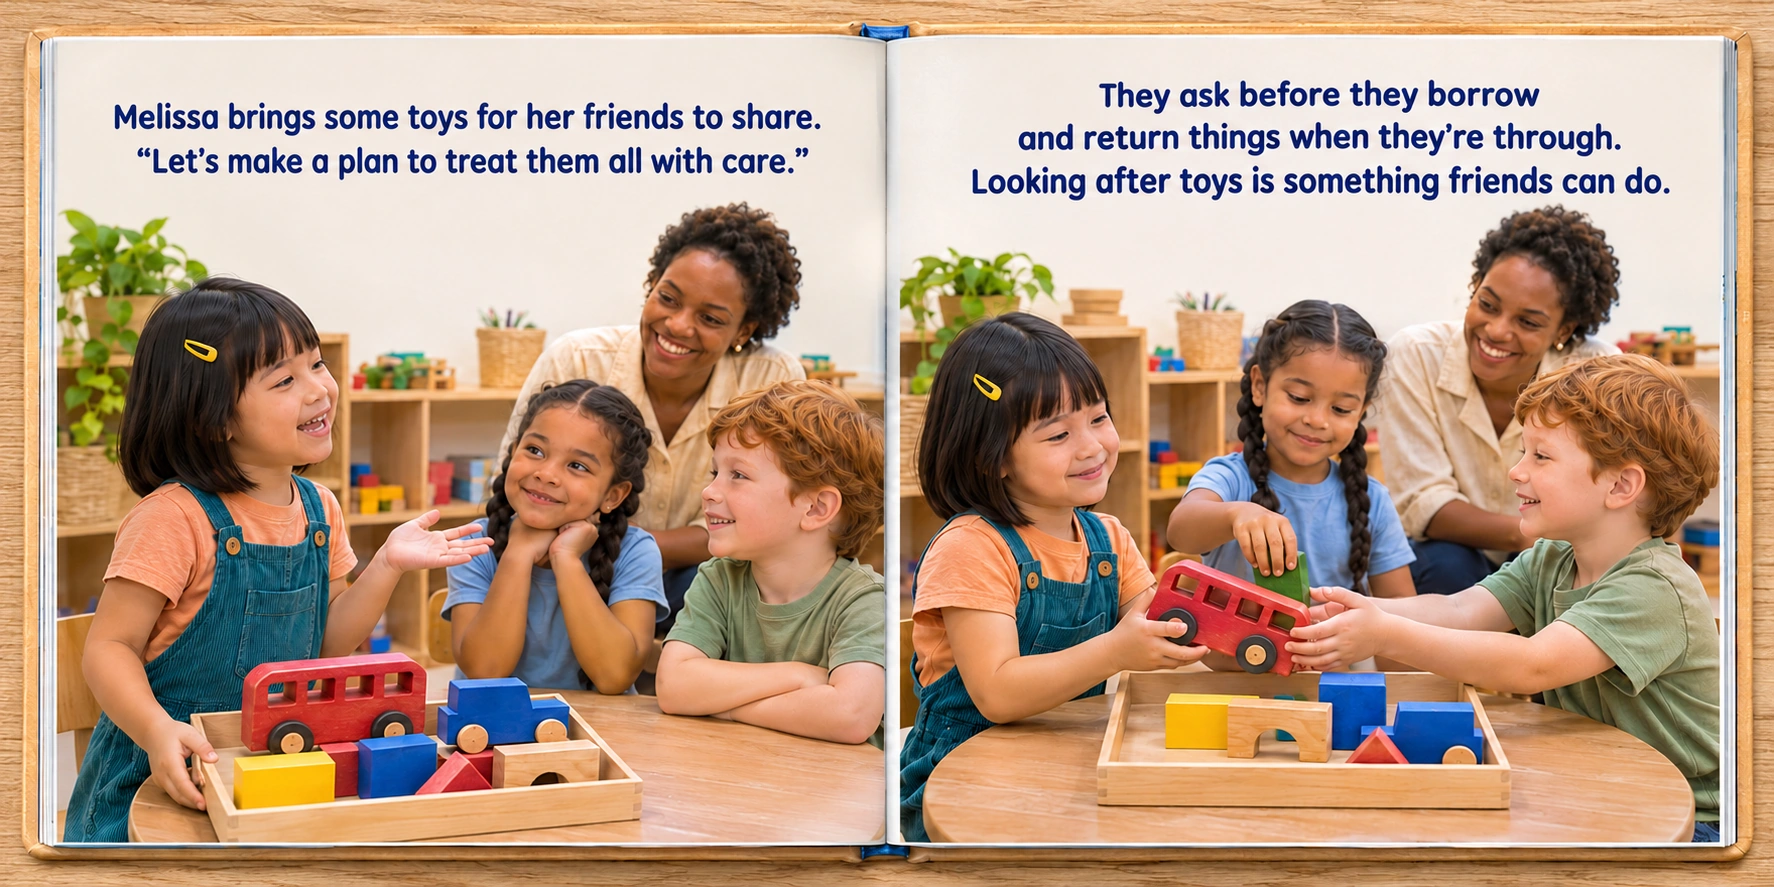 Melissa brings some toys for her friends to share.
“Let’s make a plan to treat them all with care.”
They ask before they borrow
and return things when they’re through.
Looking after toys is something friends can do.